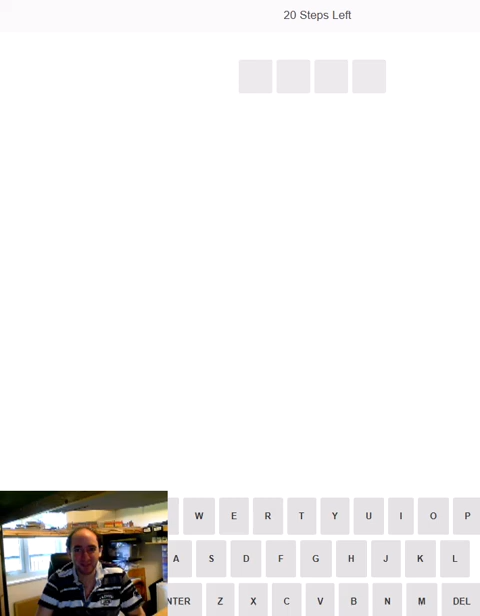 20 Steps Left
W E R T Y U I O P
A S D F G H J K L
NTER Z X C V B N M DEL